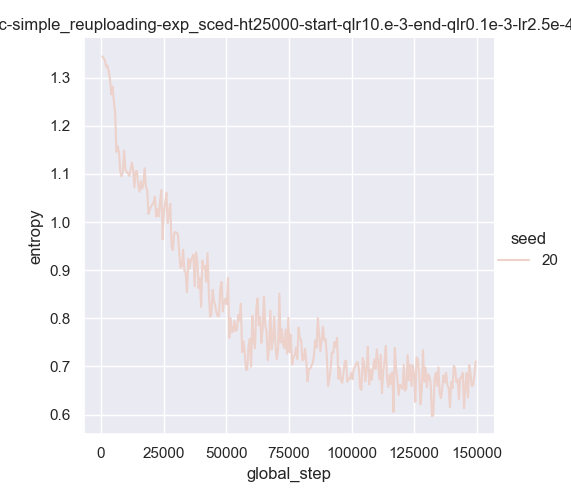 c-simple_reuploading-exp_sced-ht25000-start-qlr10.e-3-end-qlr0.1e-3-lr2.5e-4
1.3
1.2
1.1
1.0
0.9
0.8
0.7
0.6
entropy
seed
20
0 25000 50000 75000 100000 125000 150000
global_step